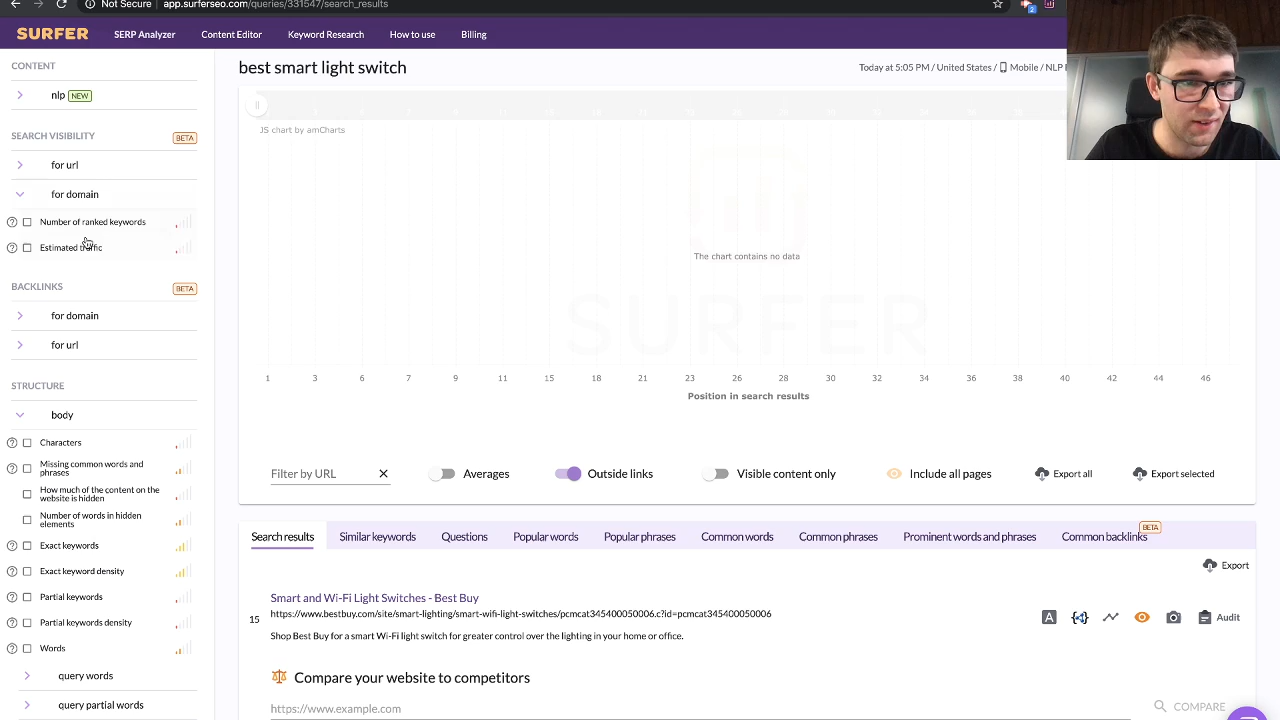 Not Secure | app.surferseo.com/queries/331547/search_results
2
SURFER
SERP Analyzer
Content Editor
Keyword Research
How to use
Billing
CONTENT
nlp NEW
SEARCH VISIBILITY
BETA
for url
for domain
Number of ranked keywords
Estimated traffic
BACKLINKS
BETA
for domain
for url
STRUCTURE
body
Characters
Missing common words and
phrases
How much of the content on the
website is hidden
Number of words in hidden
elements
Exact keywords
Exact keyword density
Partial keywords
Partial keywords density
Words
query words
query partial words
best smart light switch
Today at 5:05 PM / United States / Mobile / NLP
JS chart by amCharts
The chart contains no data
SURFER
1 3 6 7 9 11 15 18 21 23 26 28 30 32 34 36 38 40 42 44 46
Position in search results
Filter by URL
Averages
Outside links
Visible content only
Include all pages
Export all
Export selected
Search results
Similar keywords
Questions
Popular words
Popular phrases
Common words
Common phrases
Prominent words and phrases
Common backlinks
BETA
Export
Smart and Wi-Fi Light Switches - Best Buy
15
https://www.bestbuy.com/site/smart-lighting/smart-wifi-light-switches/pcmcat345400050006.c?id=pcmcat345400050006
A
Audit
Shop Best Buy for a smart Wi-Fi light switch for greater control over the lighting in your home or office.
Compare your website to competitors
https://www.example.com
COMPARE